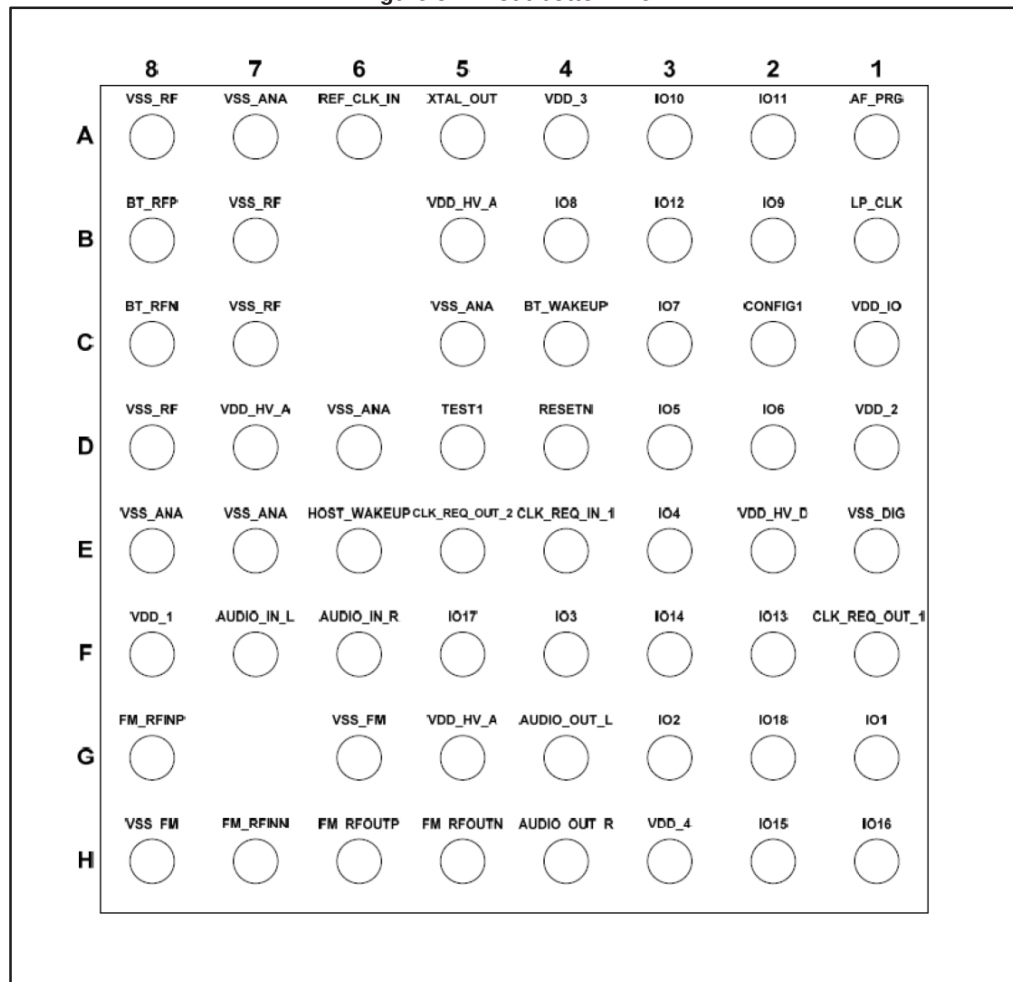 8 7 6 5 4 3 2 1
VSS_RF VSS_ANA REF_CLK_IN XTAL_OUT VDD_3 IO10 IO11 AF_PRG
A
BT_RFP VSS_RF VDD_HV_A IO8 IO12 IO9 LP_CLK
B
BT_RFN VSS_RF VSS_ANA BT_WAKEUP IO7 CONFIG1 VDD_IO
C
VSS_RF VDD_HV_A VSS_ANA TEST1 RESETN IO5 IO6 VDD_2
D
VSS_ANA VSS_ANA HOST_WAKEUP CLK_REQ_OUT_2 CLK_REQ_IN_1 IO4 VDD_HV_D VSS_DIG
E
VDD_1 AUDIO_IN_L AUDIO_IN_R IO17 IO3 IO14 IO13 CLK_REQ_OUT_1
F
FM_RFINP VSS_FM VDD_HV_A AUDIO_OUT_L IO2 IO18 IO1
G
VSS_FM FM_RFINN FM_RFOUTP FM_RFOUTN AUDIO_OUT_R VDD_4 IO15 IO16
H